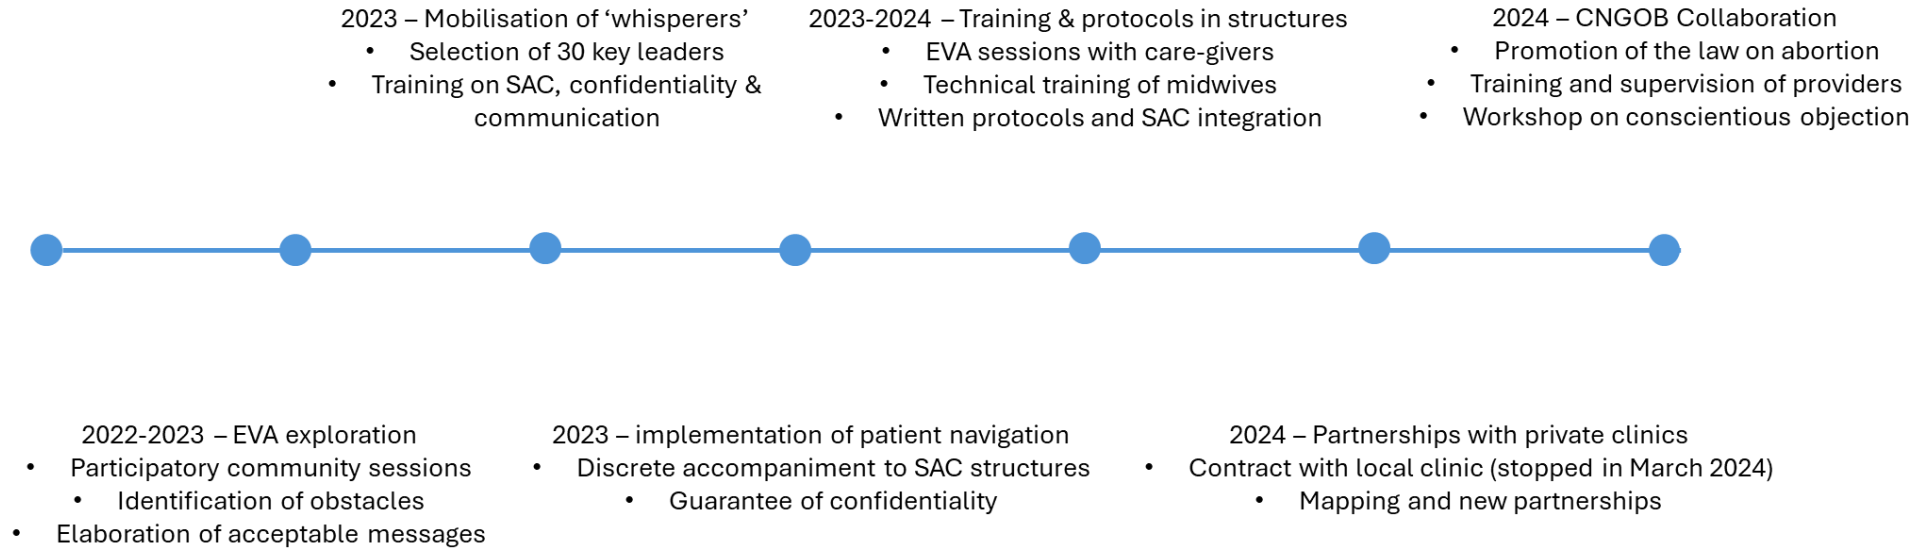 2023 – Mobilisation of ‘whisperers’
• Selection of 30 key leaders
• Training on SAC, confidentiality &
communication
2023-2024 – Training & protocols in structures
• EVA sessions with care-givers
• Technical training of midwives
• Written protocols and SAC integration
2024 – CNGOB Collaboration
• Promotion of the law on abortion
• Training and supervision of providers
• Workshop on conscientious objection
2022-2023 – EVA exploration
• Participatory community sessions
• Identification of obstacles
• Elaboration of acceptable messages
2023 – implementation of patient navigation
• Discrete accompaniment to SAC structures
• Guarantee of confidentiality
2024 – Partnerships with private clinics
• Contract with local clinic (stopped in March 2024)
• Mapping and new partnerships